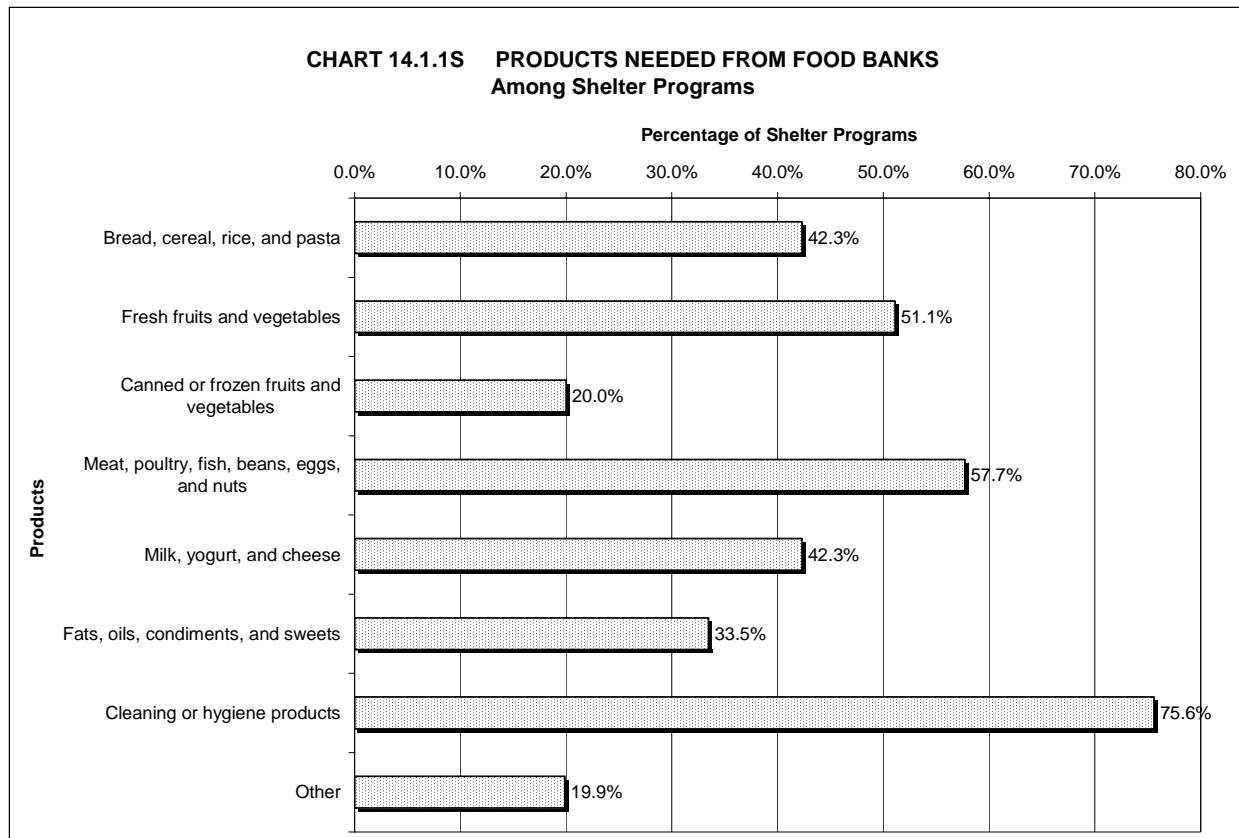 CHART 14.1.1S PRODUCTS NEEDED FROM FOOD BANKS
Among Shelter Programs
Percentage of Shelter Programs
0.0% 10.0% 20.0% 30.0% 40.0% 50.0% 60.0% 70.0% 80.0%
Products
Bread, cereal, rice, and pasta 42.3%
Fresh fruits and vegetables 51.1%
Canned or frozen fruits and
vegetables 20.0%
Meat, poultry, fish, beans, eggs,
and nuts 57.7%
Milk, yogurt, and cheese 42.3%
Fats, oils, condiments, and sweets 33.5%
Cleaning or hygiene products 75.6%
Other 19.9%